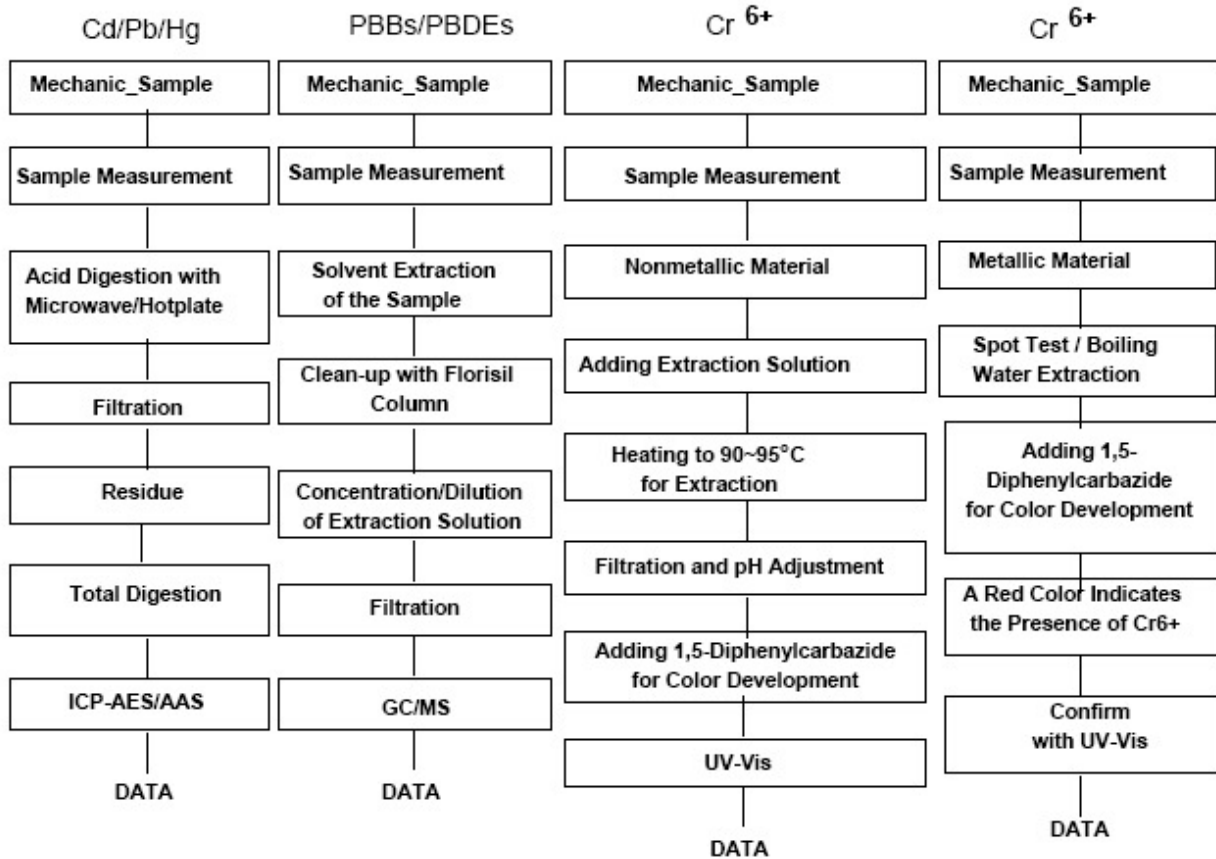 Cd/Pb/Hg
Mechanic_Sample
Sample Measurement
Acid Digestion with
Microwave/Hotplate
Filtration
Residue
Total Digestion
ICP-AES/AAS
DATA
PBBs/PBDEs
Mechanic_Sample
Sample Measurement
Solvent Extraction
of the Sample
Clean-up with Florisil
Column
Concentration/Dilution
of Extraction Solution
Filtration
GC/MS
DATA
Cr 6+
Mechanic_Sample
Sample Measurement
Nonmetallic Material
Adding Extraction Solution
Heating to 90~95°C
for Extraction
Filtration and pH Adjustment
Adding 1,5-Diphenylcarbazide
for Color Development
UV-Vis
DATA
Cr 6+
Mechanic_Sample
Sample Measurement
Metallic Material
Spot Test / Boiling
Water Extraction
Adding 1,5-
Diphenylcarbazide
for Color Development
A Red Color Indicates
the Presence of Cr6+
Confirm
with UV-Vis
DATA